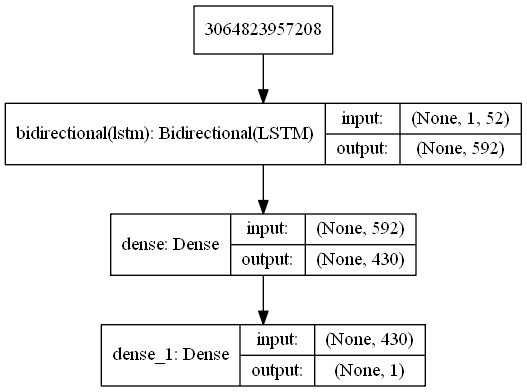 3064823957208
bidirectional(lstm): Bidirectional(LSTM)
input:
(None, 1, 52)
output:
(None, 592)
dense: Dense
input:
(None, 592)
output:
(None, 430)
dense_1: Dense
input:
(None, 430)
output:
(None, 1)